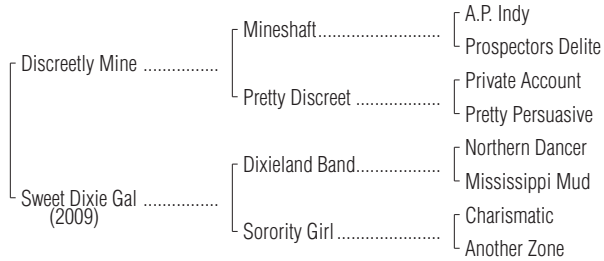 A.P. Indy
Mineshaft..............................
Prospectors Delite
Discreetly Mine ................
Private Account
Pretty Discreet .....................
Pretty Persuasive
Northern Dancer
Dixieland Band.....................
Mississippi Mud
Sweet Dixie Gal ................
(2009)
Charismatic
Sorority Girl ..........................
Another Zone